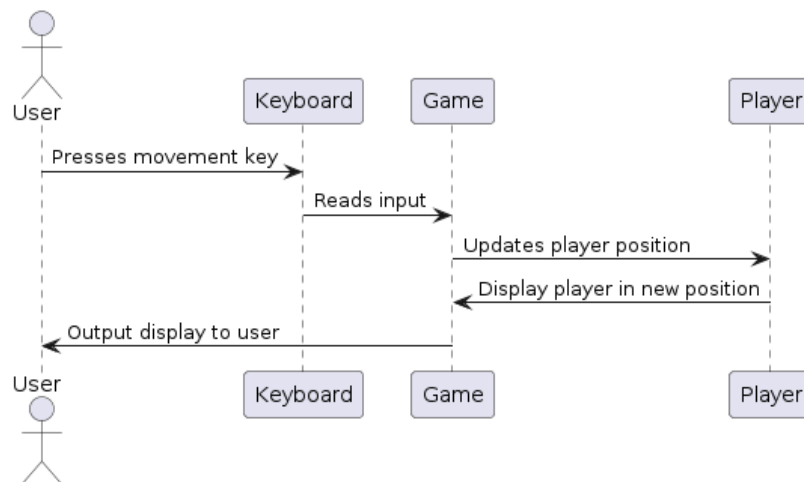 User
Keyboard Game Player
Presses movement key
Reads input
Updates player position
Display player in new position
Output display to user
User
Keyboard Game Player